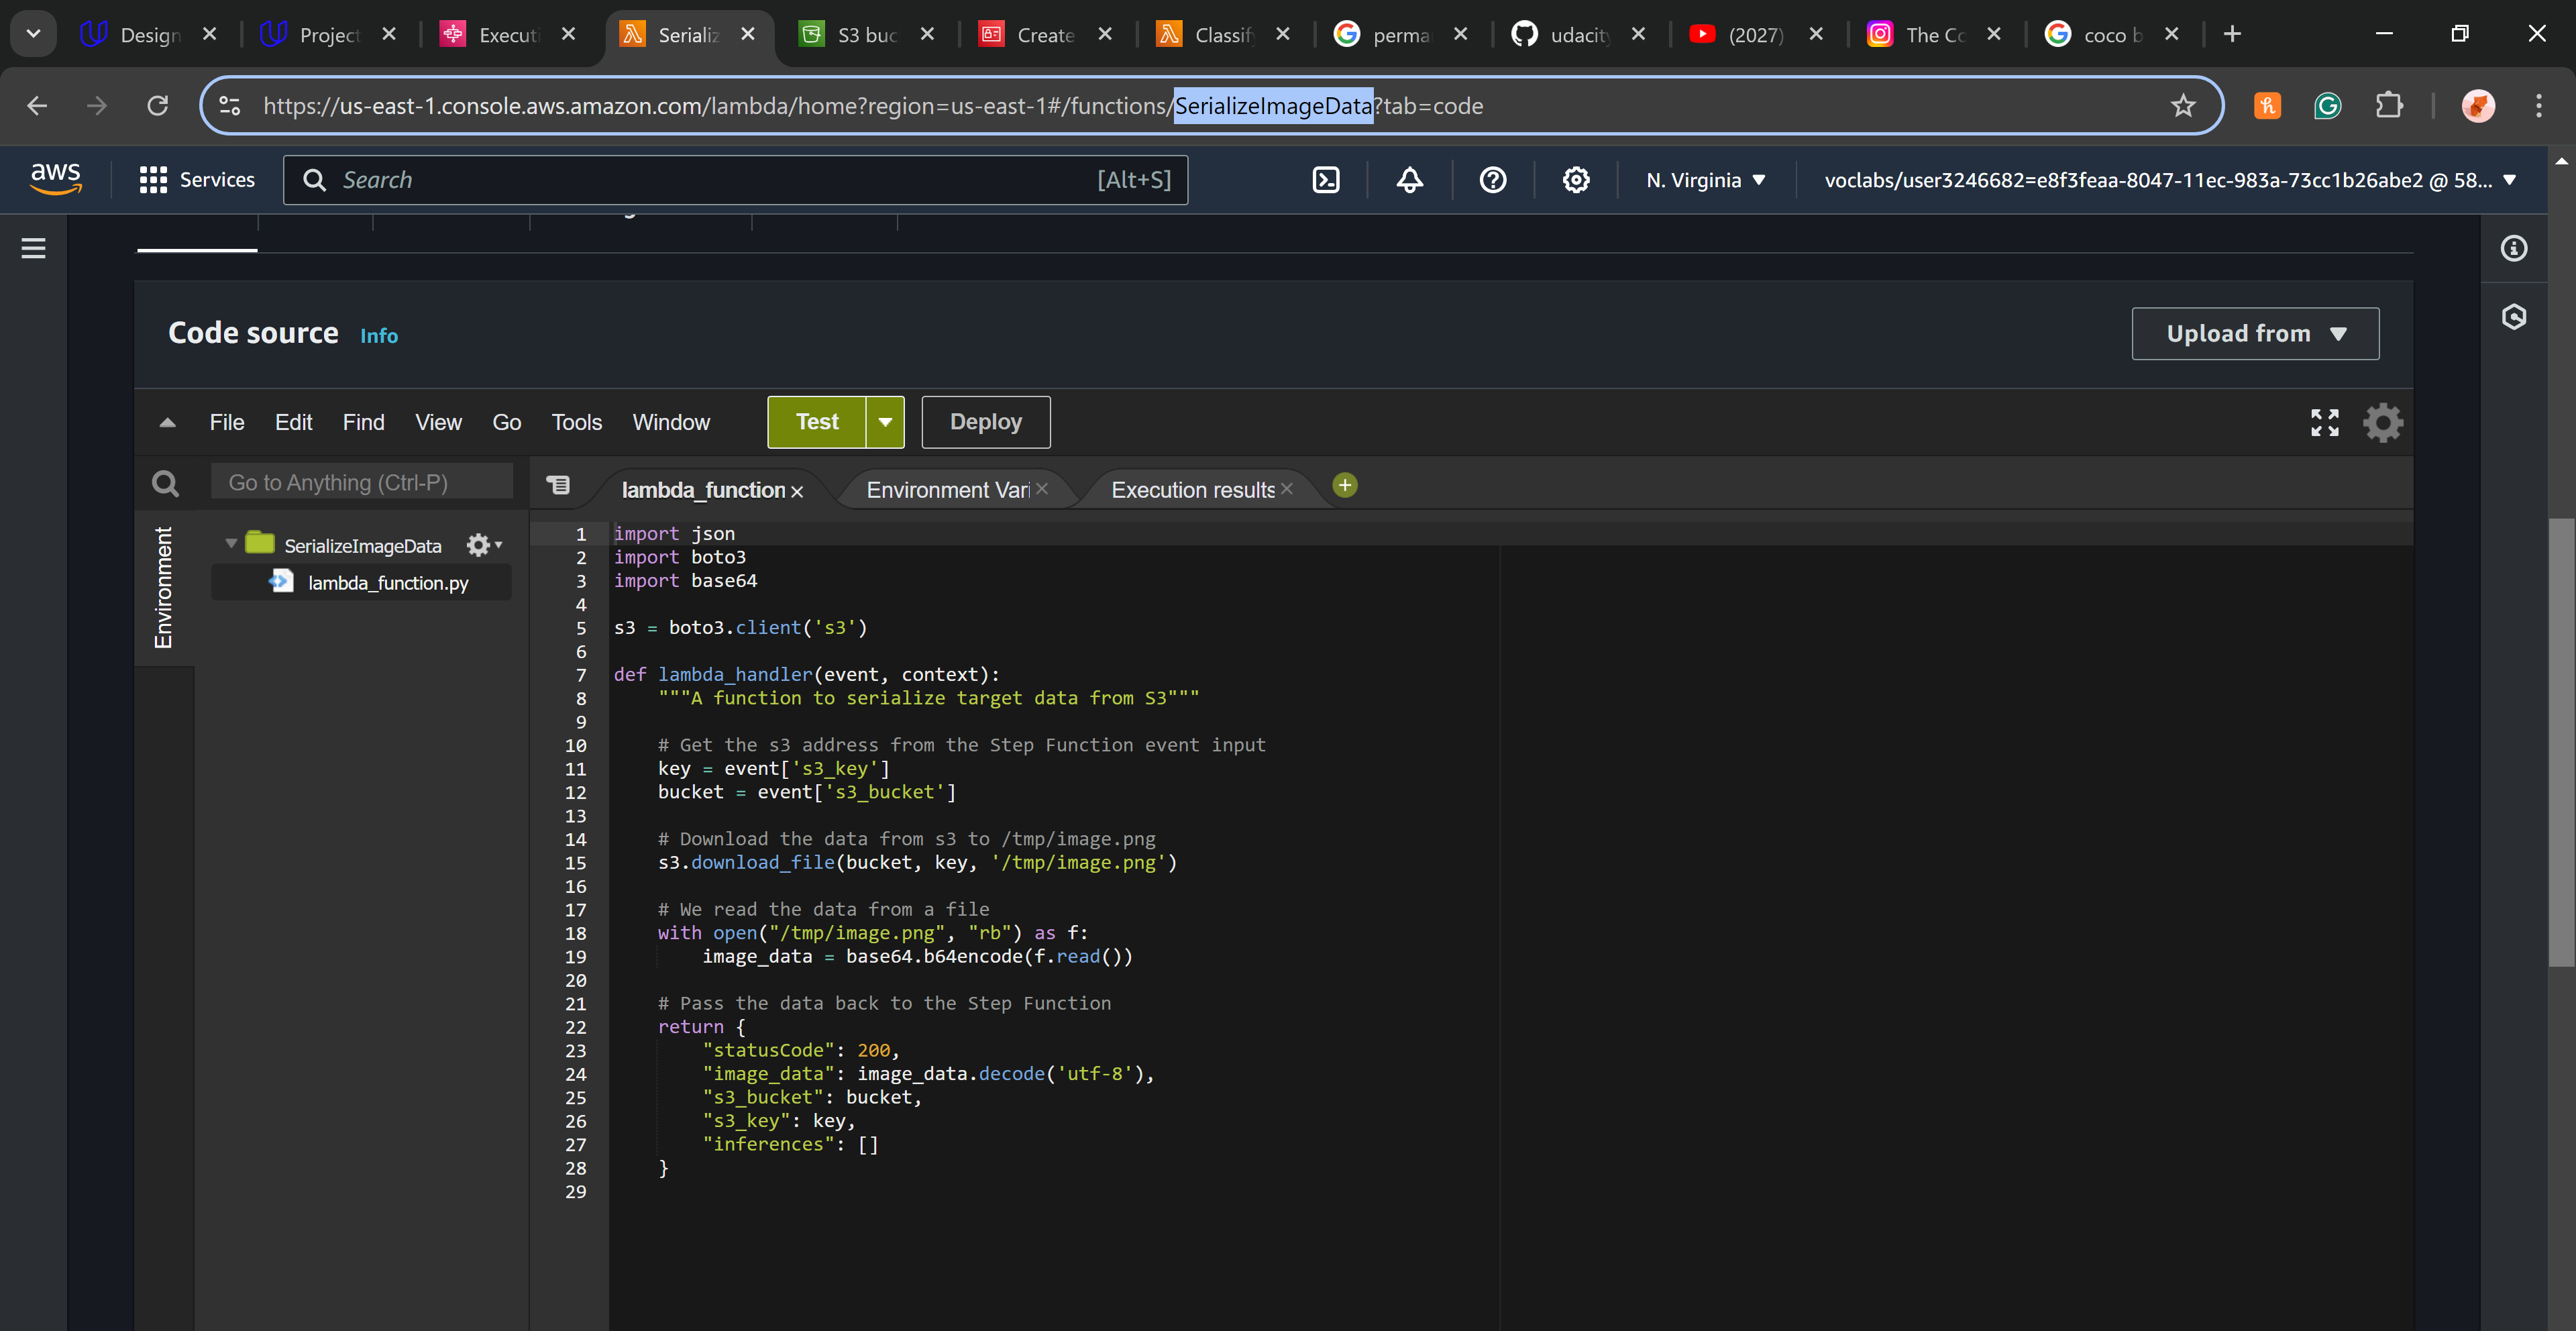 Design
Project
Executi
Serializ
S3 buc
Create
Classify
perma
udacity
(2027)
The Co
coco b
https://us-east-1.console.aws.amazon.com/lambda/home?region=us-east-1#/functions/SerializeImageData?tab=code
aws
Services
Search
[Alt+S]
N. Virginia
voclabs/user3246682=e8f3feaa-8047-11ec-983a-73cc1b26abe2 @ 58...
Code source Info
Upload from
File Edit Find View Go Tools Window
Test
Deploy
Go to Anything (Ctrl-P)
lambda_function
Environment Vari
Execution results
Environment
SerializeImageData
lambda_function.py
1 import json
2 import boto3
3 import base64
4
5 s3 = boto3.client('s3')
6
7 def lambda_handler(event, context):
8     """A function to serialize target data from S3"""
9
10     # Get the s3 address from the Step Function event input
11     key = event['s3_key']
12     bucket = event['s3_bucket']
13
14     # Download the data from s3 to /tmp/image.png
15     s3.download_file(bucket, key, '/tmp/image.png')
16
17     # We read the data from a file
18     with open("/tmp/image.png", "rb") as f:
19         image_data = base64.b64encode(f.read())
20
21     # Pass the data back to the Step Function
22     return {
23         "statusCode": 200,
24         "image_data": image_data.decode('utf-8'),
25         "s3_bucket": bucket,
26         "s3_key": key,
27         "inferences": []
28     }
29